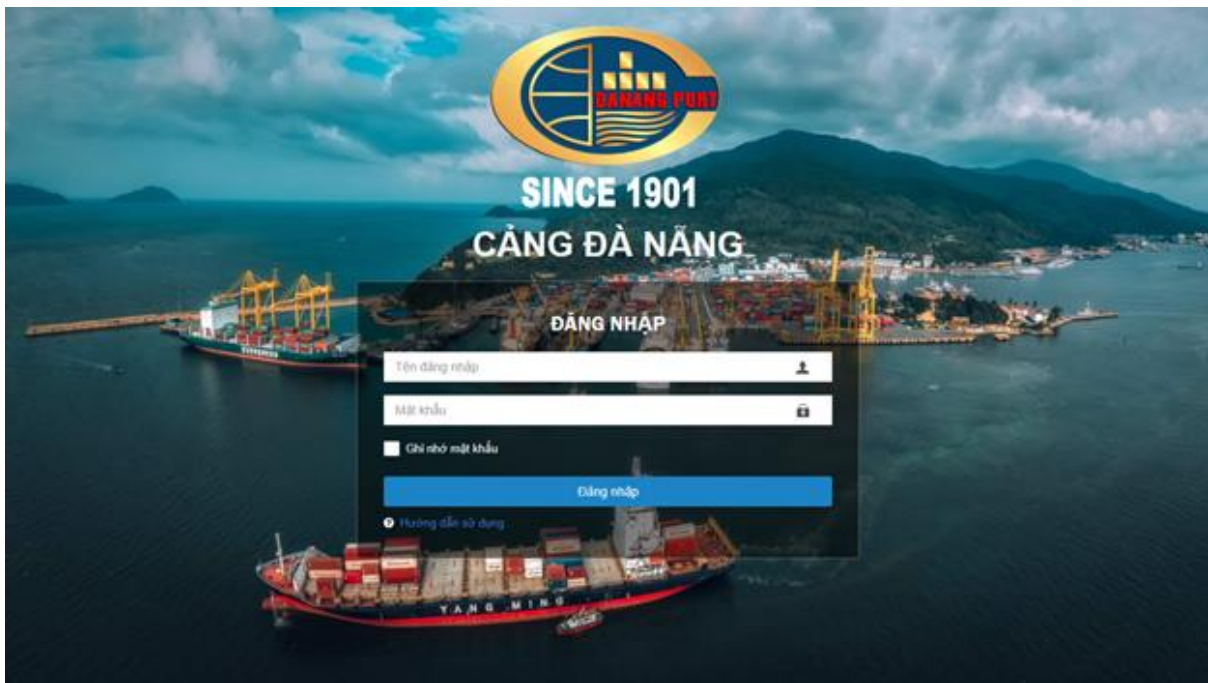 DANANG PORT
SINCE 1901
CẢNG ĐÀ NẴNG
ĐĂNG NHẬP
Tên đăng nhập
Mật khẩu
Ghi nhớ mật khẩu
Đăng nhập
Hướng dẫn sử dụng
YANG MING